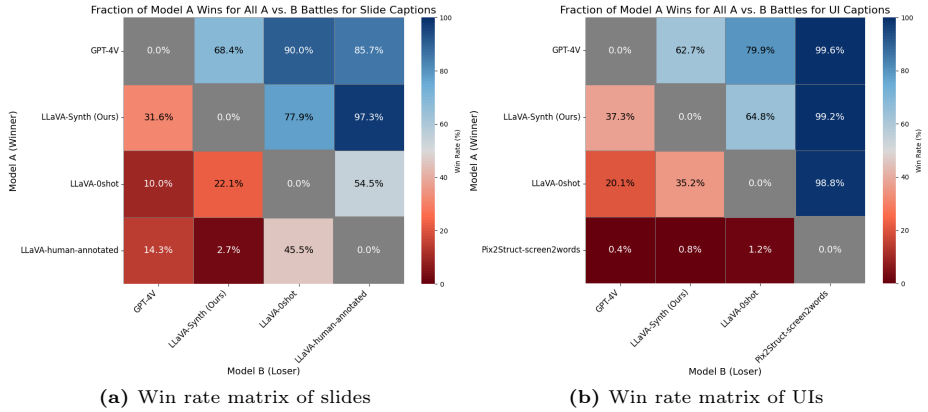 Fraction of Model A Wins for All A vs. B Battles for Slide Captions
Model A (Winner)
GPT-4V 0.0% 68.4% 90.0% 85.7%
LLaVA-Synth (Ours) 31.6% 0.0% 77.9% 97.3%
LLaVA-0shot 10.0% 22.1% 0.0% 54.5%
LLaVA-human-annotated 14.3% 2.7% 45.5% 0.0%
GPT-4V LLaVA-Synth (Ours) LLaVA-0shot LLaVA-human-annotated
Model B (Loser)
100
80
60
40
20
0
Win Rate (%)
(a) Win rate matrix of slides
Fraction of Model A Wins for All A vs. B Battles for UI Captions
Model A (Winner)
GPT-4V 0.0% 62.7% 79.9% 99.6%
LLaVA-Synth (Ours) 37.3% 0.0% 64.8% 99.2%
LLaVA-0shot 20.1% 35.2% 0.0% 98.8%
Pix2Struct-screen2words 0.4% 0.8% 1.2% 0.0%
GPT-4V LLaVA-Synth (Ours) LLaVA-0shot Pix2Struct-screen2words
Model B (Loser)
100
80
60
40
20
0
Win Rate (%)
(b) Win rate matrix of UIs